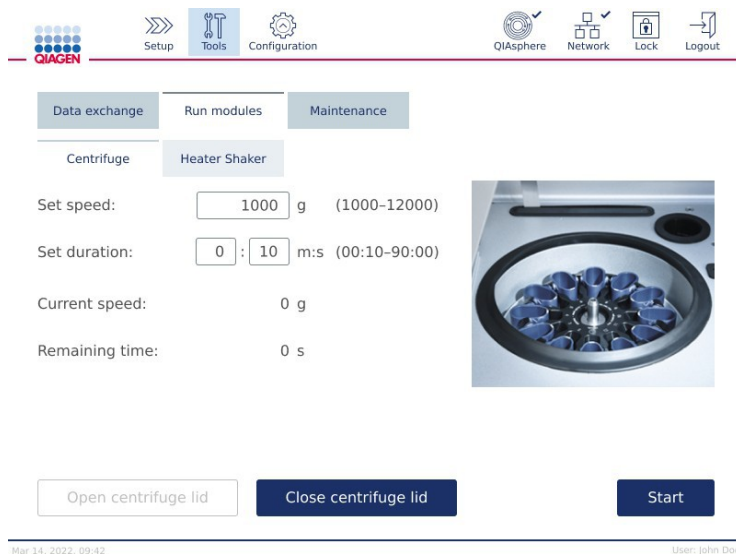 QIAGEN
Setup
Tools
Configuration
QIAsphere
Network
Lock
Logout
Data exchange
Run modules
Maintenance
Centrifuge
Heater Shaker
Set speed: 1000 g (1000–12000)
Set duration: 0 : 10 m:s (00:10–90:00)
Current speed: 0 g
Remaining time: 0 s
Open centrifuge lid
Close centrifuge lid
Start
Mar 14. 2022. 09:42
User: John Do